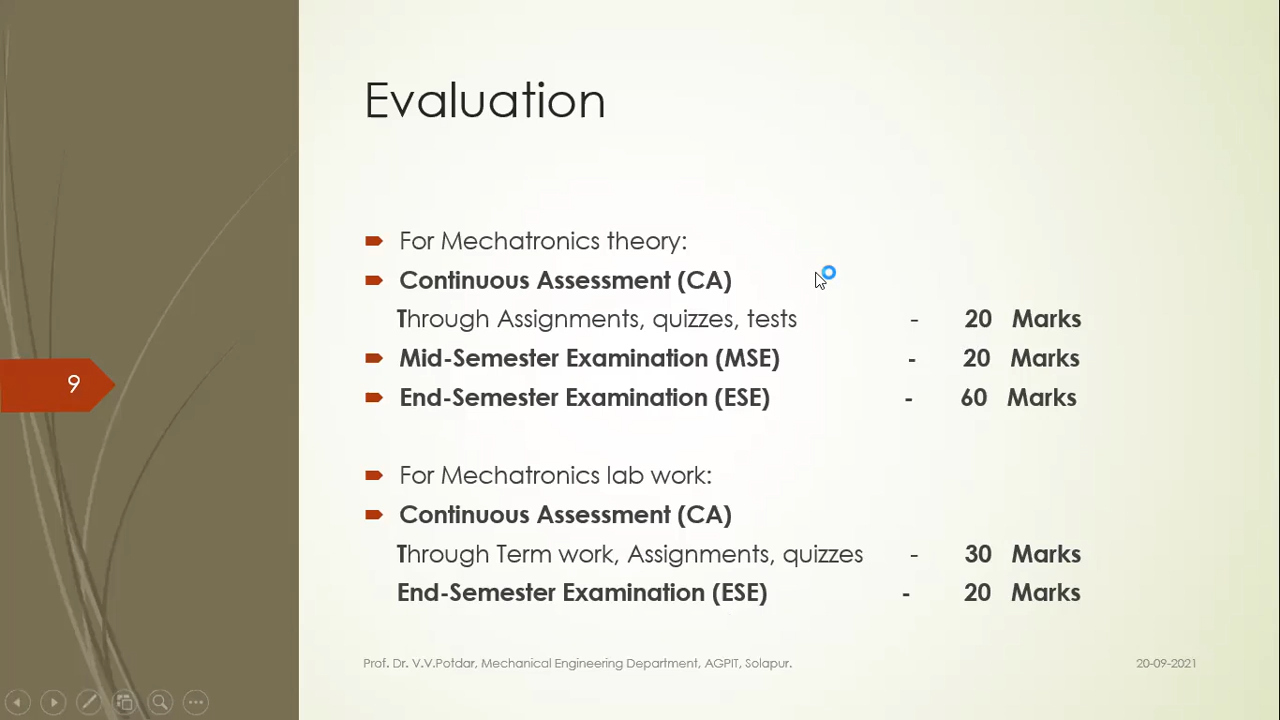 Evaluation
For Mechatronics theory:
Continuous Assessment (CA)
Through Assignments, quizzes, tests - 20 Marks
Mid-Semester Examination (MSE) - 20 Marks
9
End-Semester Examination (ESE) - 60 Marks
For Mechatronics lab work:
Continuous Assessment (CA)
Through Term work, Assignments, quizzes - 30 Marks
End-Semester Examination (ESE) - 20 Marks
Prof. Dr. V.V.Potdar, Mechanical Engineering Department, AGPIT, Solapur. 20-09-2021